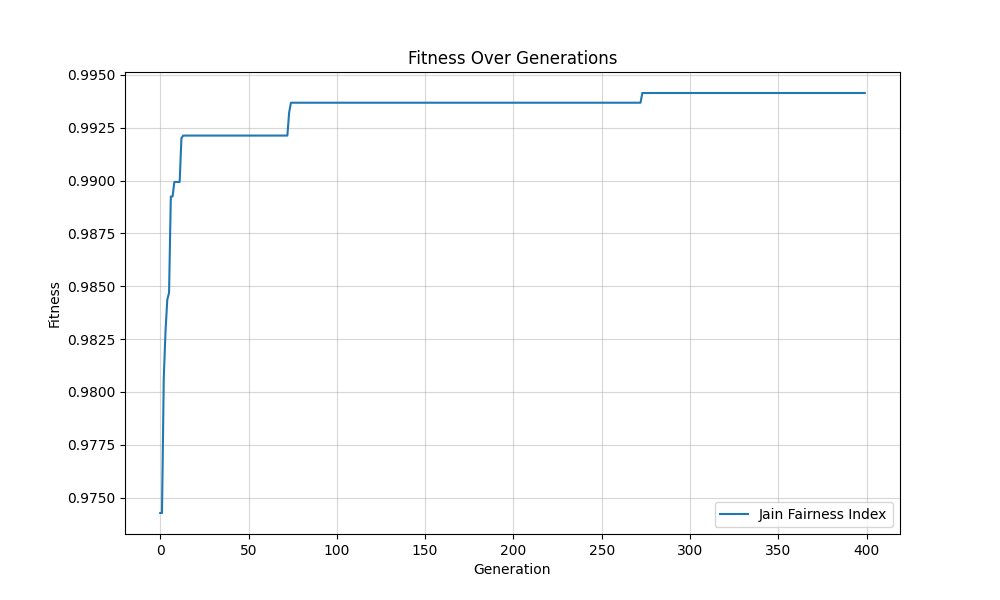 Fitness Over Generations
0.9950
0.9925
0.9900
0.9875
0.9850
0.9825
0.9800
0.9775
0.9750
Fitness
Jain Fairness Index
0 50 100 150 200 250 300 350 400
Generation